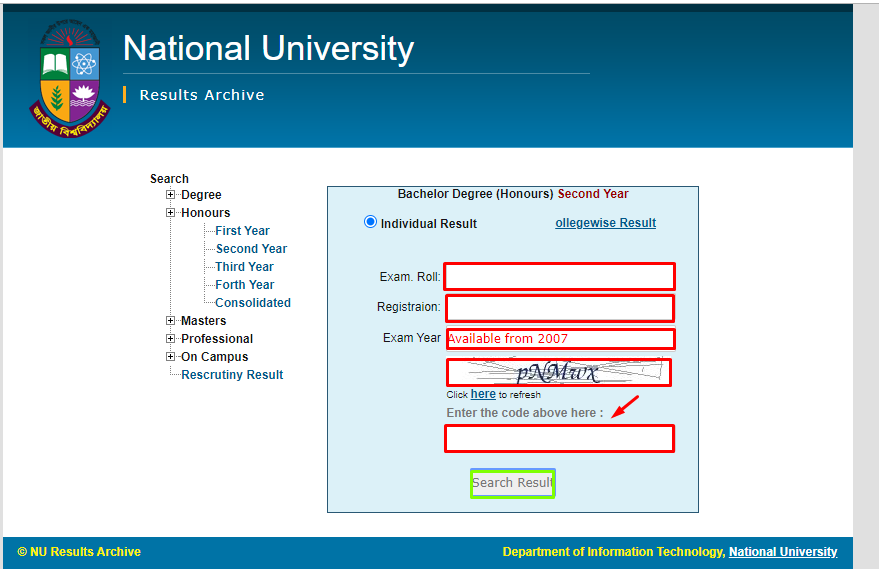 National University
Results Archive
জাতীয় বিশ্ববিদ্যালয়
Search
Degree
Honours
First Year
Second Year
Third Year
Forth Year
Consolidated
Masters
Professional
On Campus
Rescrutiny Result
Bachelor Degree (Honours) Second Year
Individual Result
ollegewise Result
Exam. Roll:
Registraion:
Exam Year
Available from 2007
pNMwx
Click here to refresh
Enter the code above here :
Search Result
© NU Results Archive
Department of Information Technology, National University